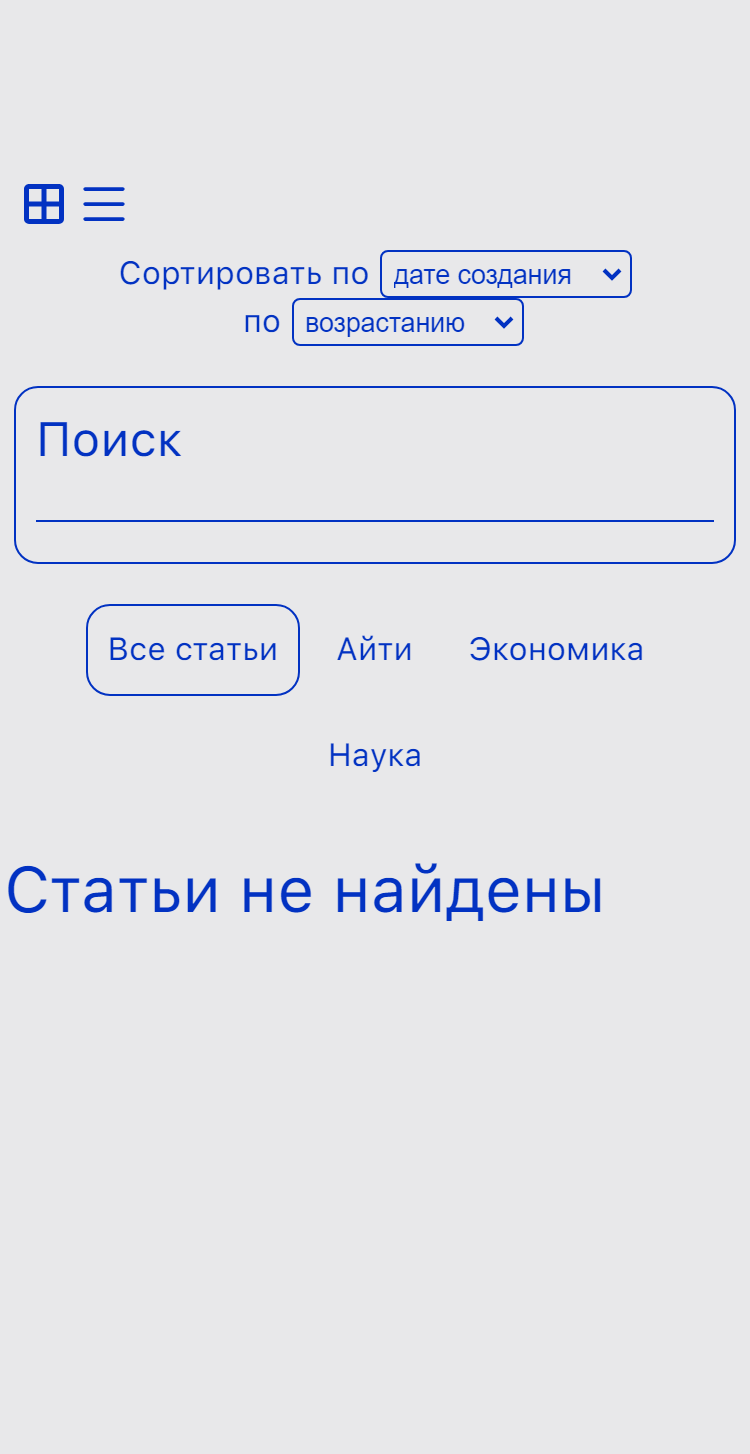 Сортировать по дате создания
по возрастанию
Поиск
Все статьи Айти Экономика
Наука
Статьи не найдены